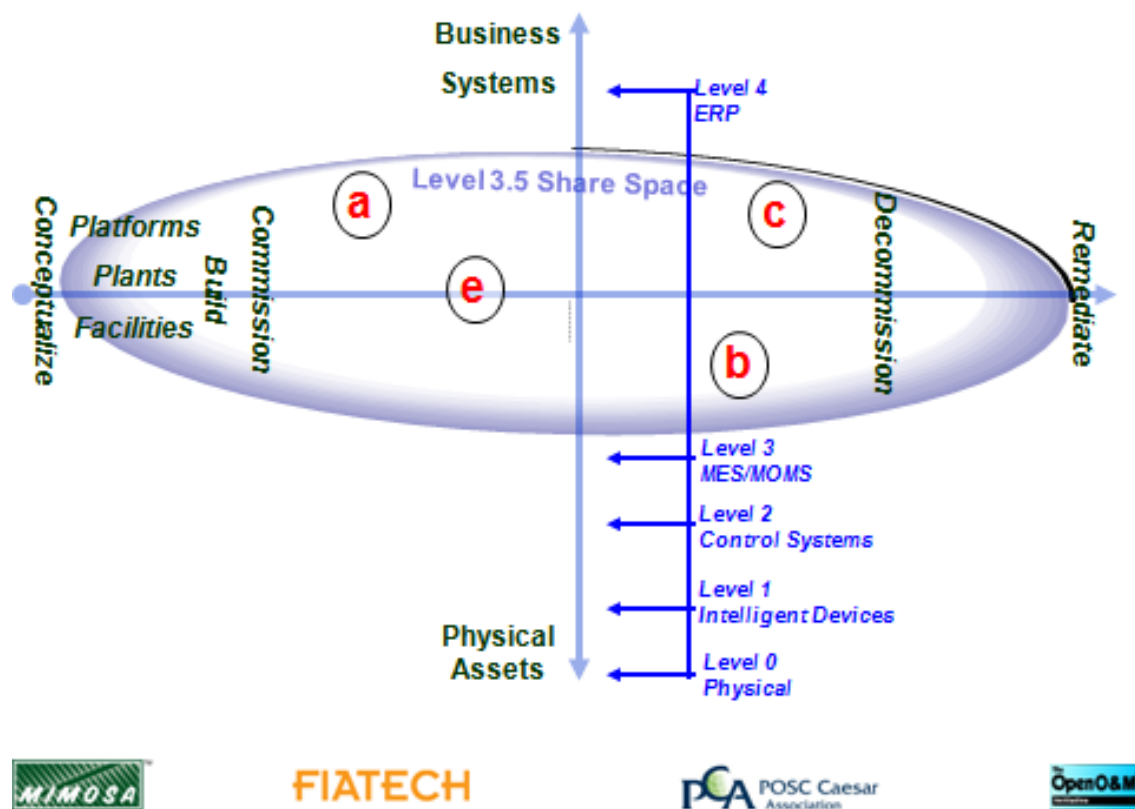 Business
Systems
Level 4
ERP
Level 3.5 Share Space
a
c
e
b
Conceptualize
Platforms
Plants
Facilities
Build
Commission
Decommission
Remediate
Level 3
MES/MOMS
Level 2
Control Systems
Level 1
Intelligent Devices
Physical
Assets
Level 0
Physical
MIMOSA
FIATECH
PCA POSC Caesar
Association
The
OpenO&M